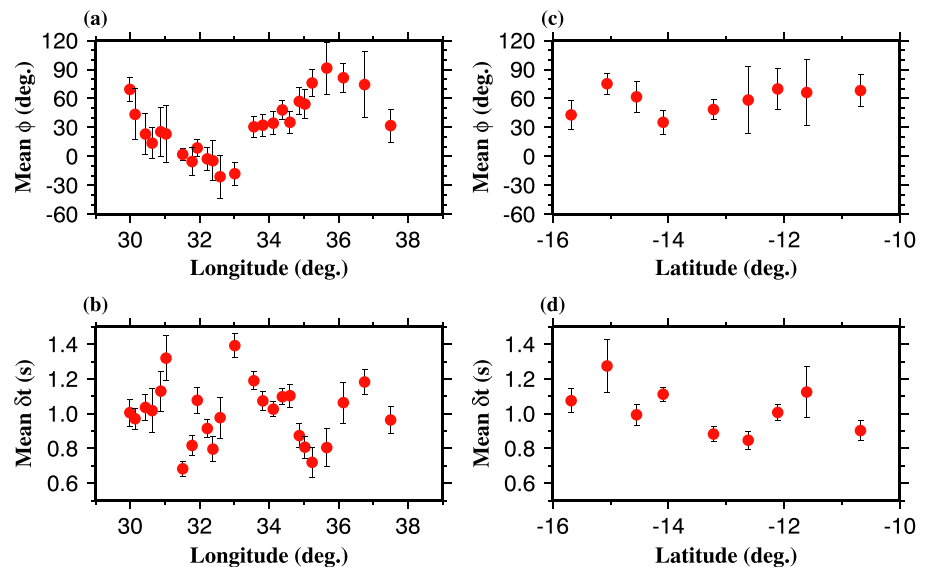 (a)
120
90
60
30
0
-30
-60
Mean ϕ (deg.)
30 32 34 36 38
Longitude (deg.)
(c)
120
90
60
30
0
-30
-60
Mean ϕ (deg.)
-16 -14 -12 -10
Latitude (deg.)
(b)
1.4
1.2
1.0
0.8
0.6
Mean δt (s)
30 32 34 36 38
Longitude (deg.)
(d)
1.4
1.2
1.0
0.8
0.6
Mean δt (s)
-16 -14 -12 -10
Latitude (deg.)